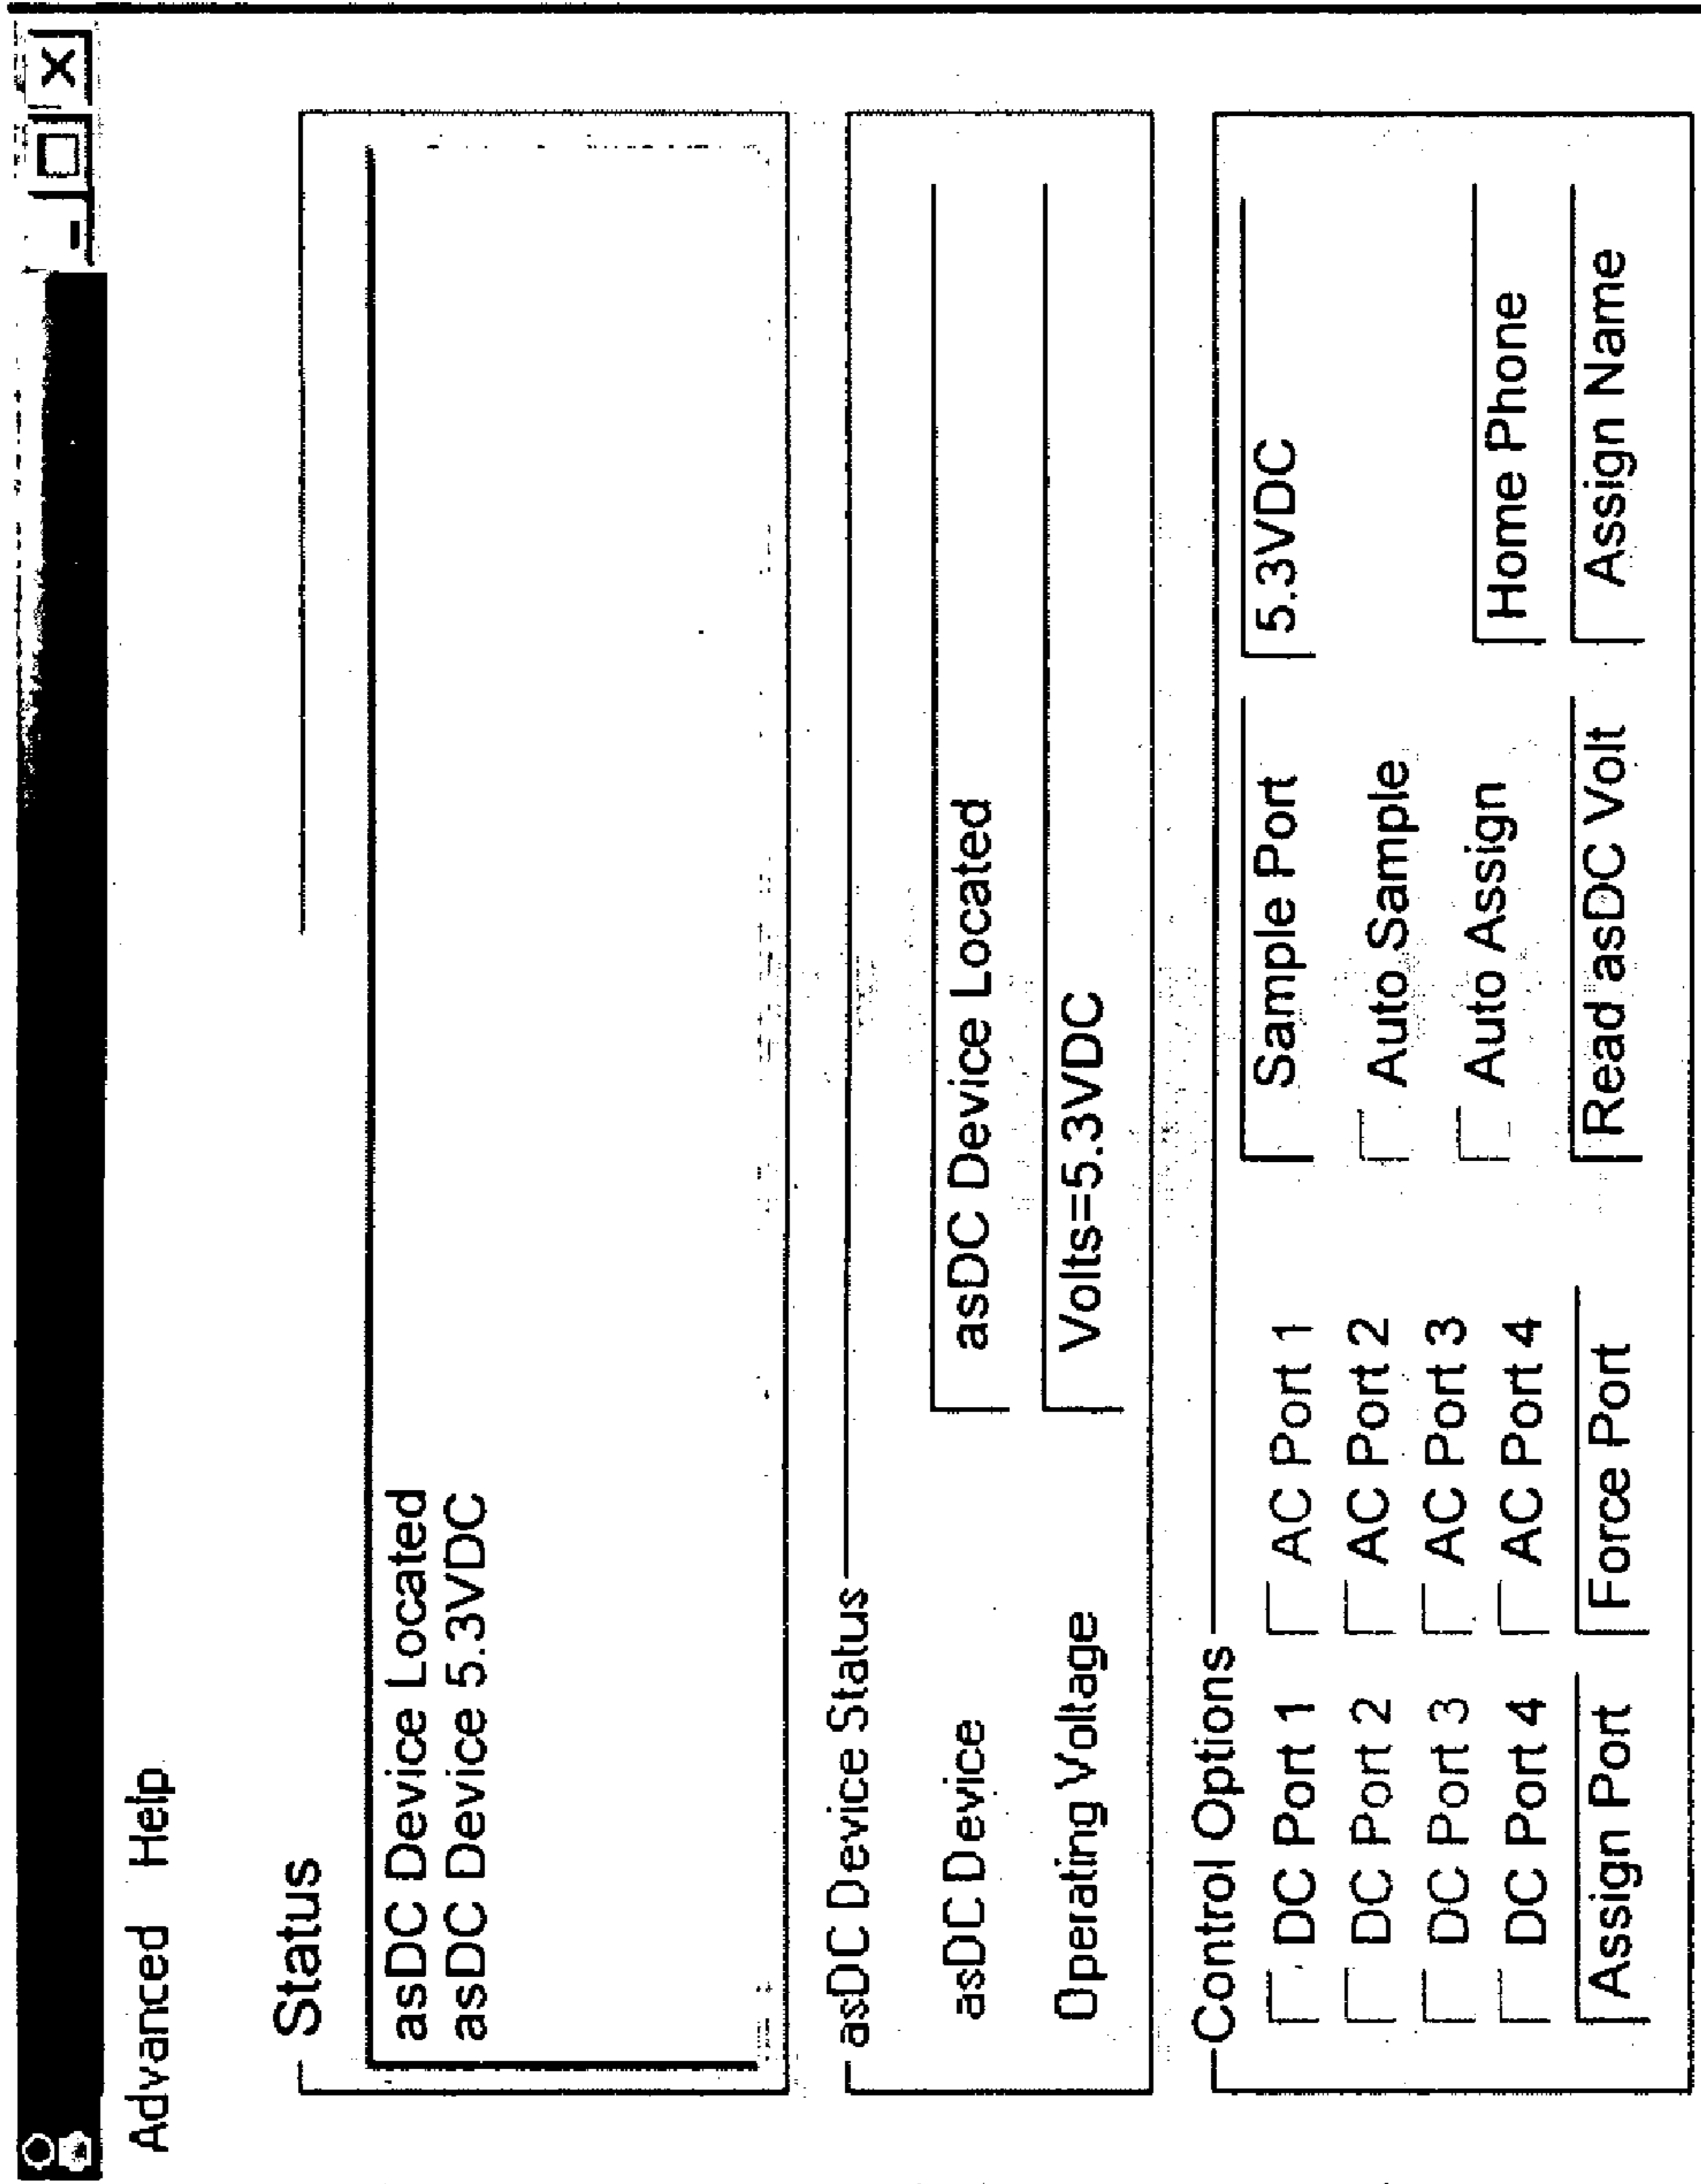 Advanced Help
Status
asDC Device Located
asDC Device 5.3VDC
asDC Device Status
asDC Device asDC Device Located
Operating Voltage Volts=5.3VDC
Control Options
DC Port 1 AC Port 1 Sample Port 5.3VDC
DC Port 2 AC Port 2 Auto Sample
DC Port 3 AC Port 3 Auto Assign Home Phone
DC Port 4 AC Port 4
Assign Port Force Port Read asDC Volt Assign Name